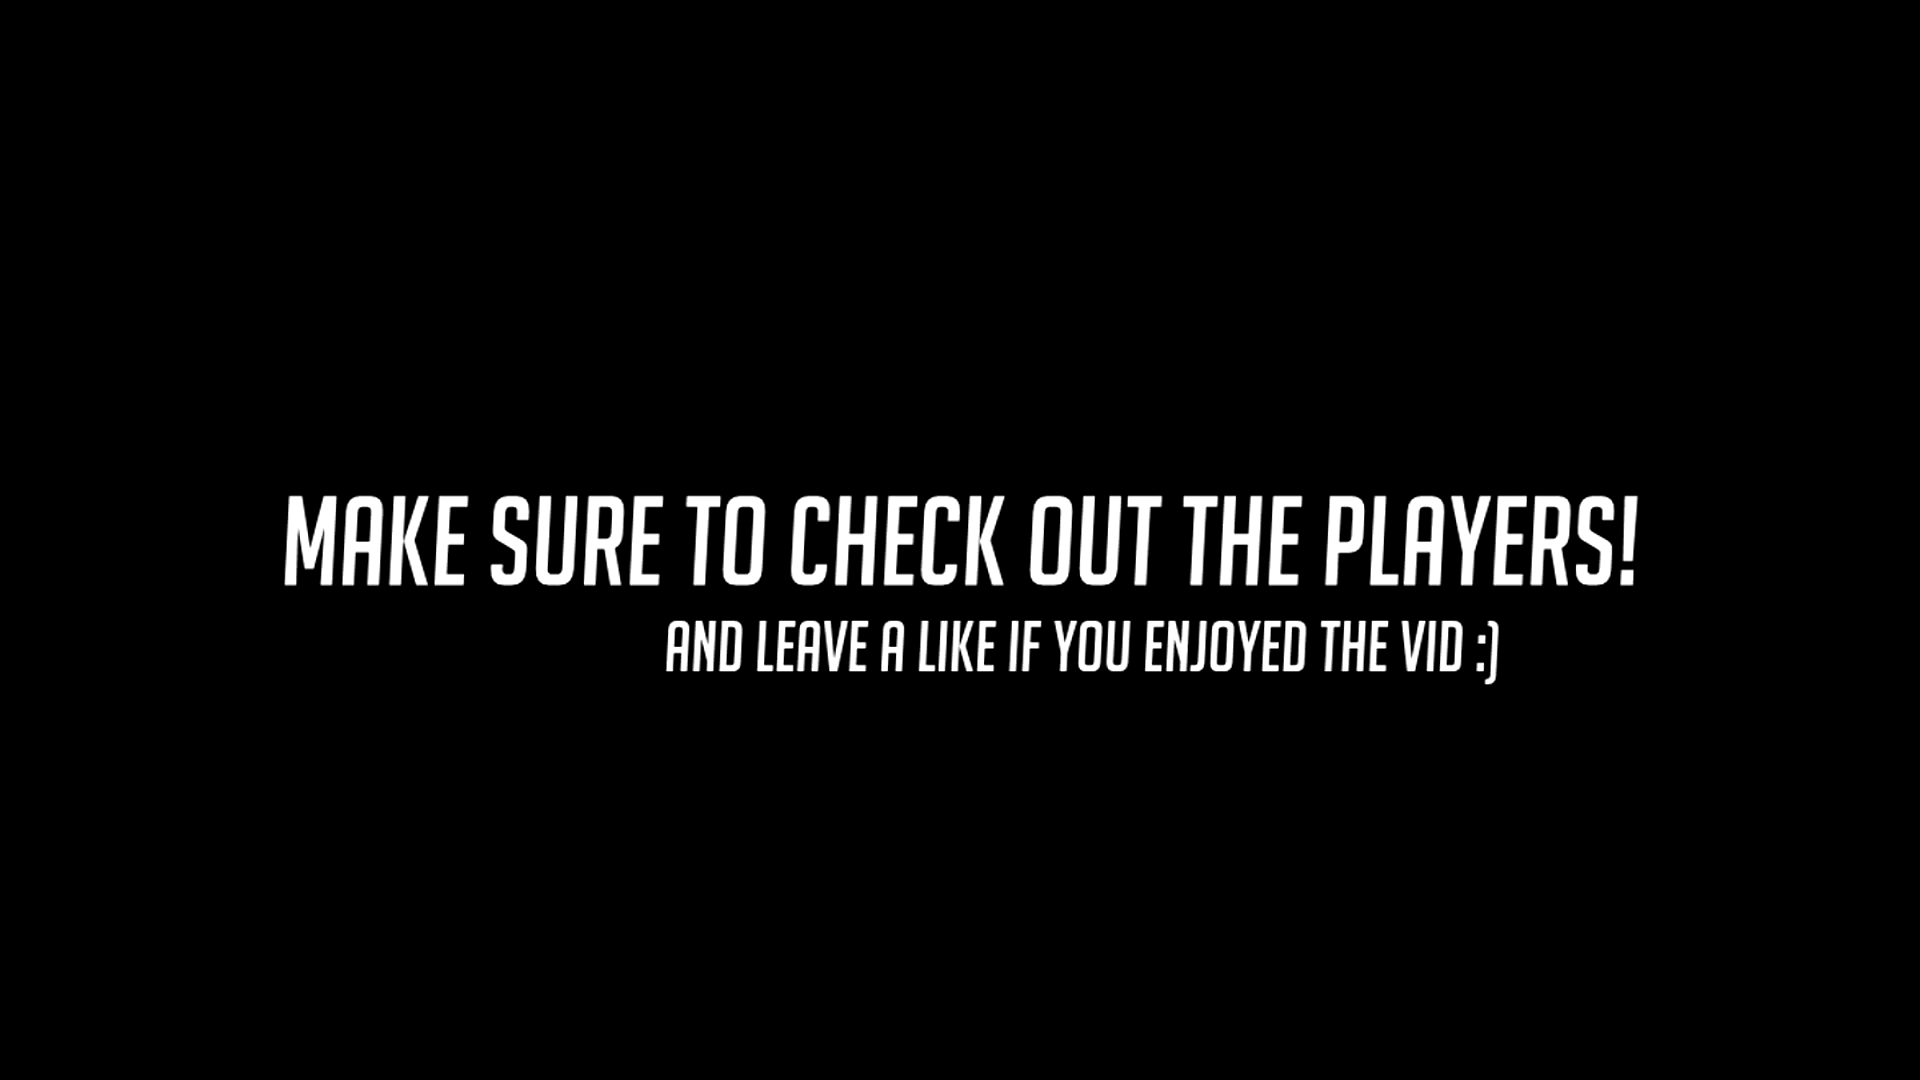 MAKE SURE TO CHECK OUT THE PLAYERS!
AND LEAVE A LIKE IF YOU ENJOYED THE VID :)